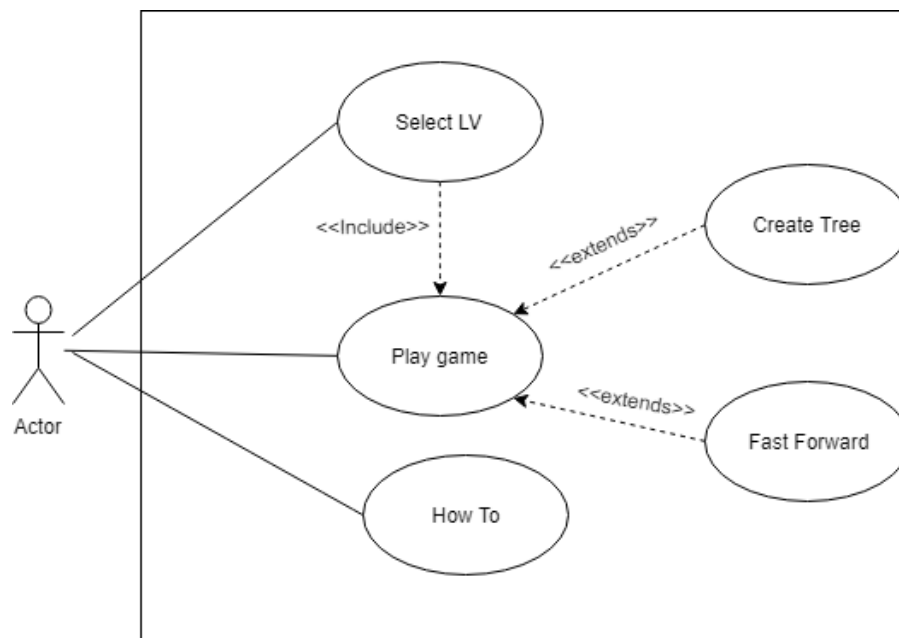 Select LV
<<Include>>
<<extends>>
Create Tree
Play game
<<extends>>
Actor
Fast Forward
How To